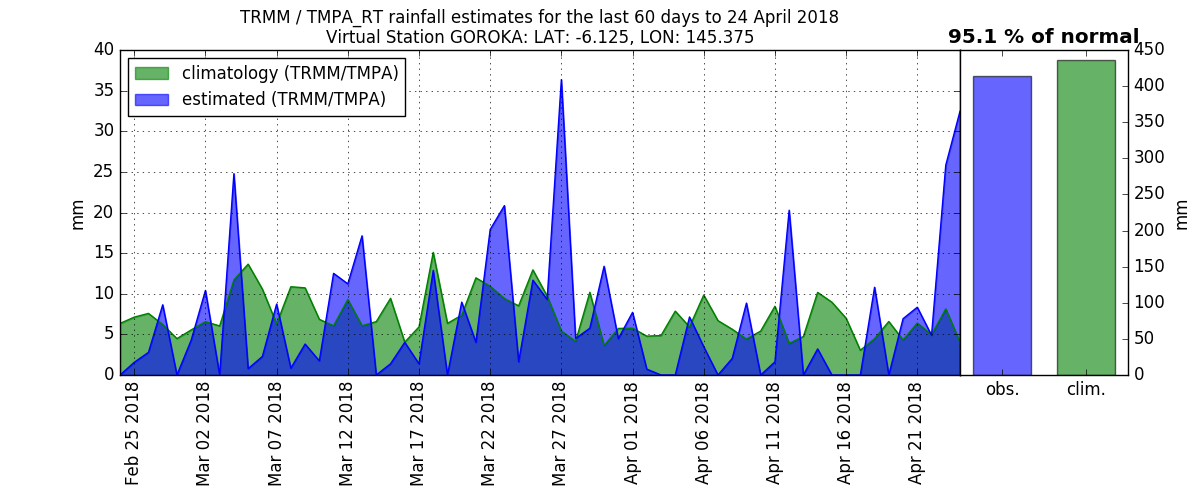 TRMM / TMPA_RT rainfall estimates for the last 60 days to 24 April 2018
Virtual Station GOROKA: LAT: -6.125, LON: 145.375
95.1 % of normal
climatology (TRMM/TMPA)
estimated (TRMM/TMPA)
40
35
30
25
20
15
10
5
0
mm
450
400
350
300
250
200
150
100
50
0
mm
obs.
clim.
Feb 25 2018
Mar 02 2018
Mar 07 2018
Mar 12 2018
Mar 17 2018
Mar 22 2018
Mar 27 2018
Apr 01 2018
Apr 06 2018
Apr 11 2018
Apr 16 2018
Apr 21 2018